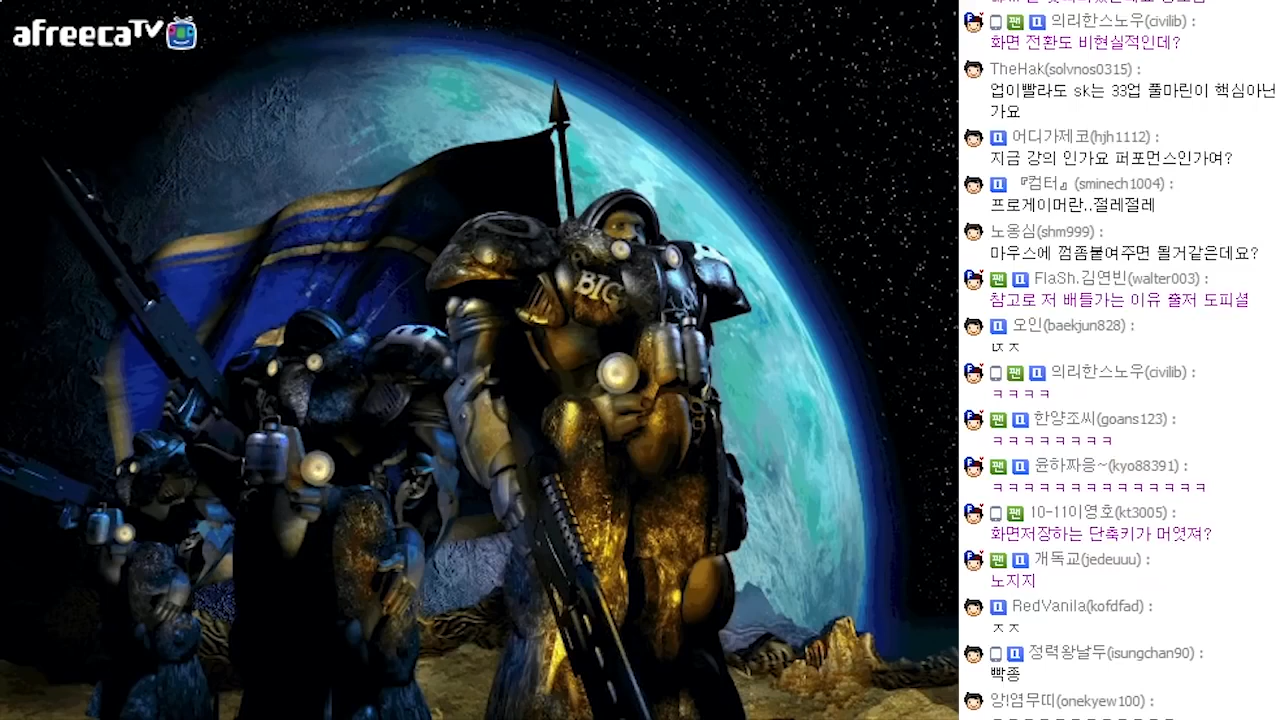 afreecaTV
BIG
의리한스노우(civilib) :
화면 전환도 비현실적인데?
TheHak(solvnos0315) :
업이빨라도 sk는 33업 풀마린이 핵심아닌
가요
어디가제코(hjh1112) :
지금 강의 인가요 퍼포먼스인가여?
『컴터』(sminech1004) :
프로게이머란..절레절레
노옹심(shm999) :
마우스에 껌좀붙여주면 될거같은데요?
FlaSh.김연빈(walter003) :
참고로 저 배틀가는 이유 츌저 도피셜
오인(baekjun828) :
ㄵㅈ
의리한스노우(civilib) :
ㅋㅋㅋㅋ
한양조씨(goans123) :
ㅋㅋㅋㅋㅋㅋㅋㅋ
윤하짜응~(kyo88391) :
ㅋㅋㅋㅋㅋㅋㅋㅋㅋㅋㅋㅋㅋㅋ
10-11이영호(kt3005) :
화면저장하는 단축키가 머엿져?
개독교(jedeuuu) :
노지지
RedVanila(kofdfad) :
ㅈㅈ
정력왕날두(isungchan90) :
빡종
앙!염무띠(onekyew100) :